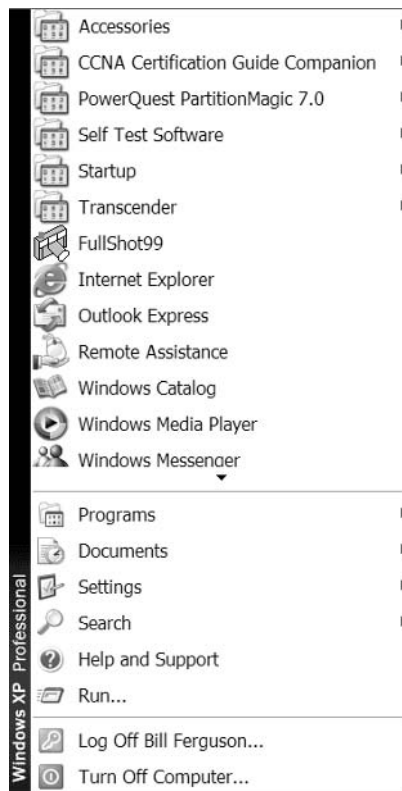 Accessories
CCNA Certification Guide Companion
PowerQuest PartitionMagic 7.0
Self Test Software
Startup
Transcender
FullShot99
Internet Explorer
Outlook Express
Remote Assistance
Windows Catalog
Windows Media Player
Windows Messenger
Programs
Documents
Settings
Search
Help and Support
Run...
Log Off Bill Ferguson...
Turn Off Computer...
Windows XP Professional